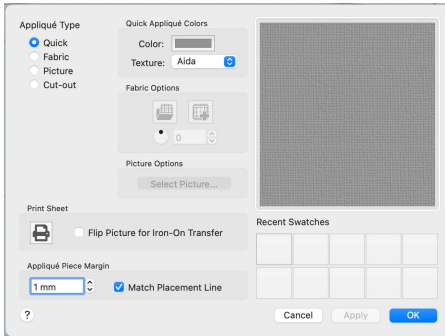 Appliqué Type
Quick
Fabric
Picture
Cut-out
Quick Appliqué Colors
Color:
Texture: Aida
Fabric Options
0
Picture Options
Select Picture...
Print Sheet
Flip Picture for Iron-On Transfer
Appliqué Piece Margin
1 mm
Match Placement Line
Recent Swatches
?
Cancel
Apply
OK